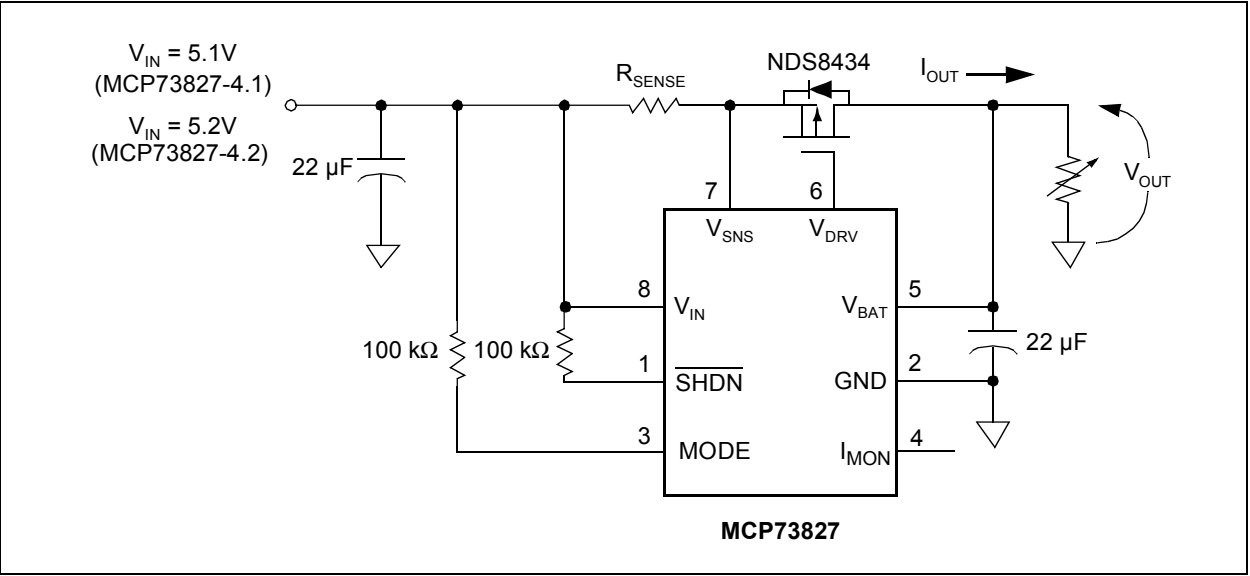 V_IN = 5.1V
(MCP73827-4.1)
V_IN = 5.2V
(MCP73827-4.2)
22 µF
R_SENSE
NDS8434
I_OUT
V_OUT
7
6
V_SNS
V_DRV
8
V_IN
V_BAT
5
100 kΩ
100 kΩ
22 µF
1
SHDN
GND
2
3
MODE
I_MON
4
MCP73827